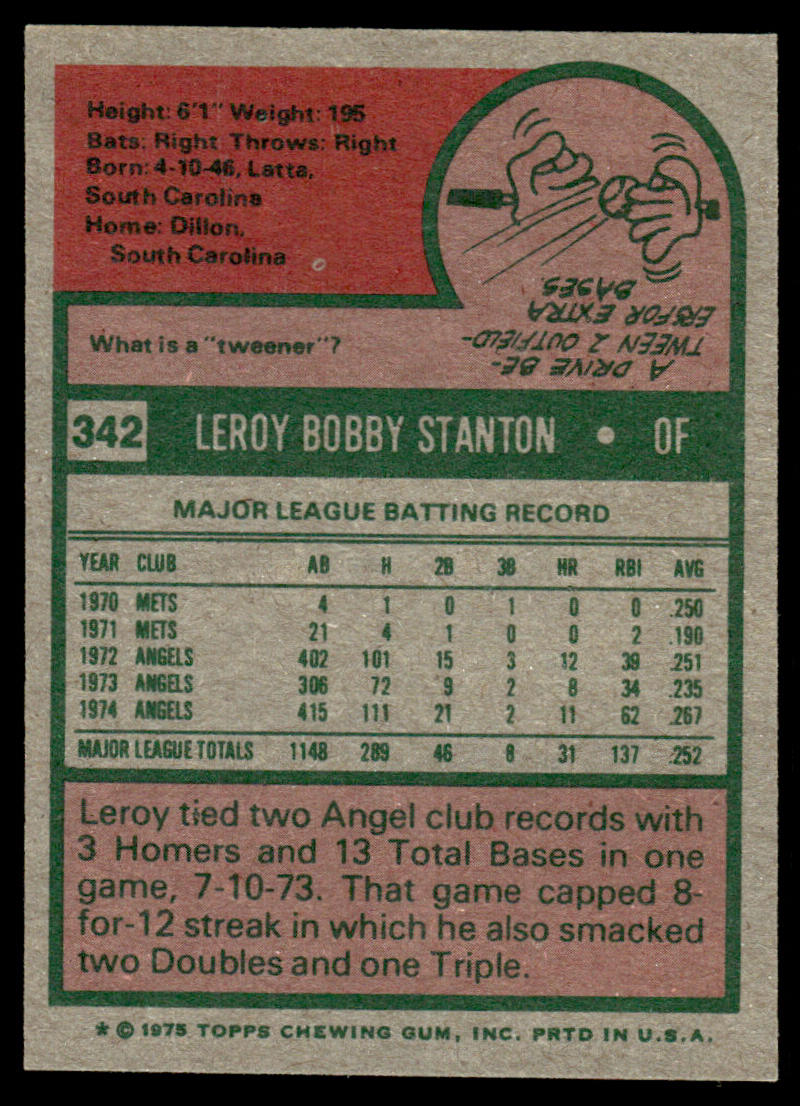 Height: 6'1" Weight: 195
Bats: Right Throws: Right
Born: 4-10-46, Latta,
South Carolina
Home: Dillon,
South Carolina
What is a "tweener"?
A DRIVE BE-
TWEEN 2 OUTFIELD-
ERS FOR EXTRA
BASES.
342 LEROY BOBBY STANTON • OF
MAJOR LEAGUE BATTING RECORD
YEAR CLUB AB H 2B 3B HR RBI AVG
1970 METS 4 1 0 1 0 0 .250
1971 METS 21 4 1 0 0 2 .190
1972 ANGELS 402 101 15 3 12 39 .251
1973 ANGELS 306 72 9 2 8 34 .235
1974 ANGELS 415 111 21 2 11 62 .267
MAJOR LEAGUE TOTALS 1148 289 46 8 31 137 .252
Leroy tied two Angel club records with
3 Homers and 13 Total Bases in one
game, 7-10-73. That game capped 8-
for-12 streak in which he also smacked
two Doubles and one Triple.
* © 1975 TOPPS CHEWING GUM, INC. PRTD IN U.S.A.